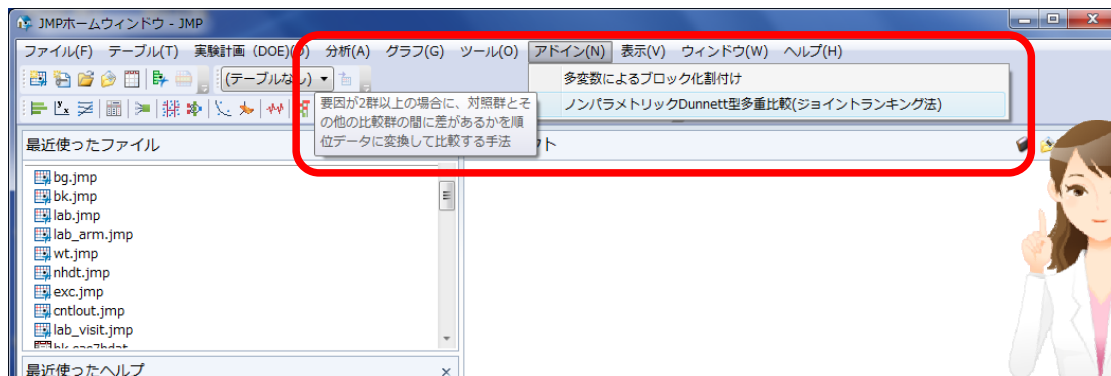 JMPホームウィンドウ - JMP
ファイル(F) テーブル(T) 実験計画（DOE)(D) 分析(A) グラフ(G) ツール(O) アドイン(N) 表示(V) ウィンドウ(W) ヘルプ(H)
(テーブルなし)
多変数によるブロック化割付け
ノンパラメトリックDunnett型多重比較(ジョイントランキング法)
要因が2群以上の場合に、対照群とそ
の他の比較群の間に差があるかを順
位データに変換して比較する手法
最近使ったファイル
bg.jmp
bk.jmp
lab.jmp
lab_arm.jmp
wt.jmp
nhdt.jmp
exc.jmp
cntlout.jmp
lab_visit.jmp
最近使ったヘルプ